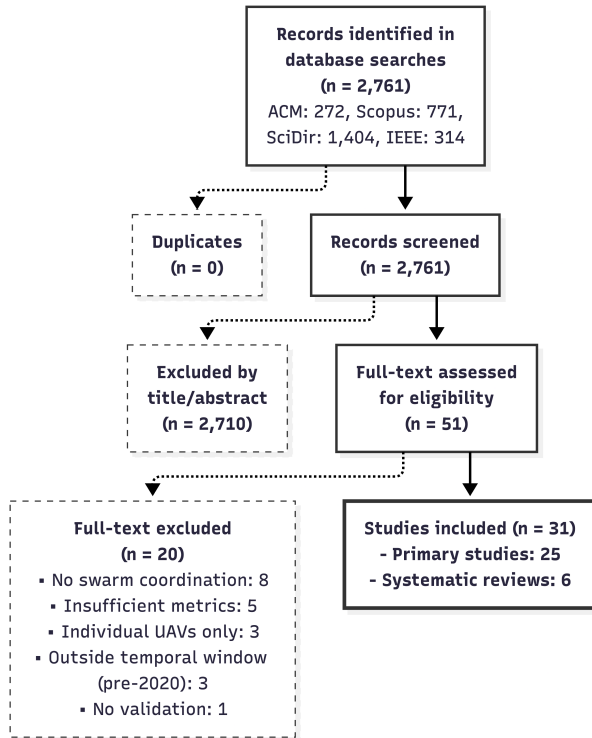 Records identified in
database searches
(n = 2,761)
ACM: 272, Scopus: 771,
SciDir: 1,404, IEEE: 314
Duplicates
(n = 0)
Records screened
(n = 2,761)
Excluded by
title/abstract
(n = 2,710)
Full-text assessed
for eligibility
(n = 51)
Full-text excluded
(n = 20)
▪ No swarm coordination: 8
▪ Insufficient metrics: 5
▪ Individual UAVs only: 3
▪ Outside temporal window
(pre-2020): 3
▪ No validation: 1
Studies included (n = 31)
- Primary studies: 25
- Systematic reviews: 6